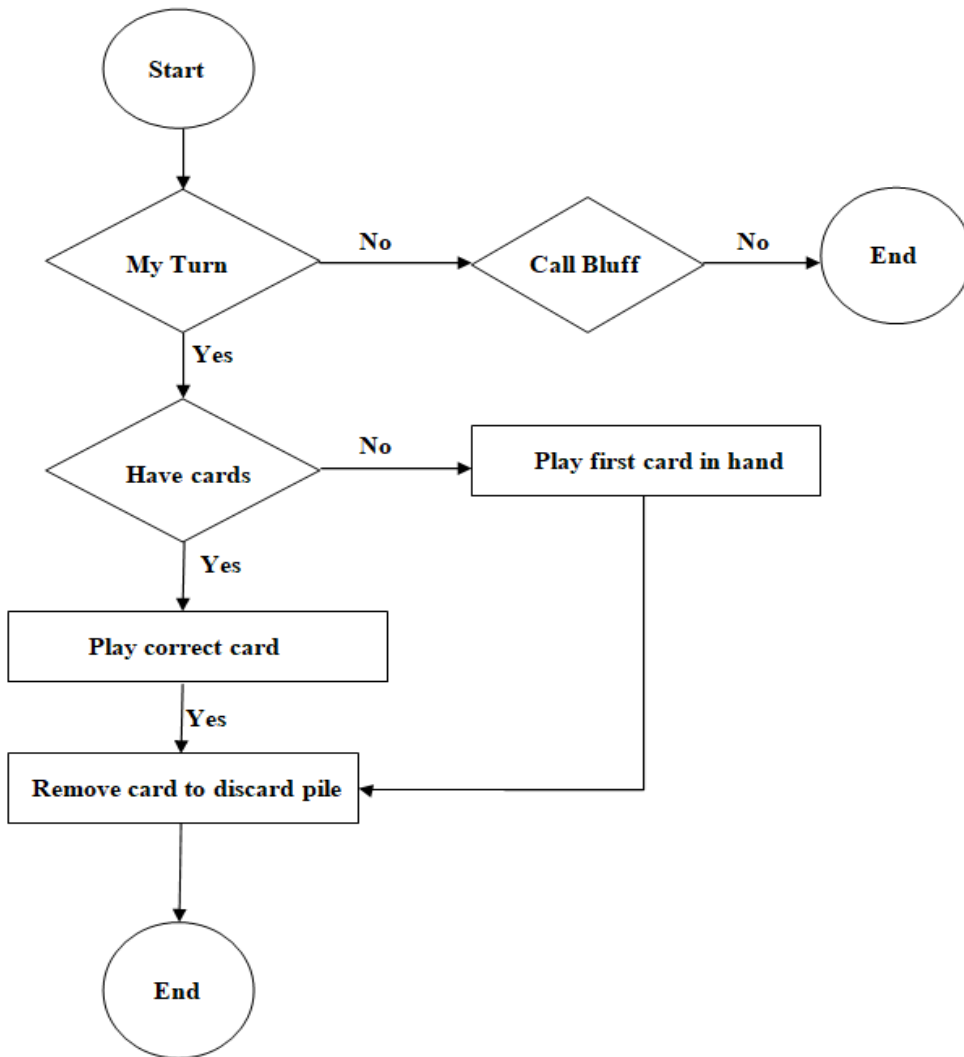 Start
My Turn
No
Call Bluff
No
End
Yes
Have cards
No
Play first card in hand
Yes
Play correct card
Yes
Remove card to discard pile
End